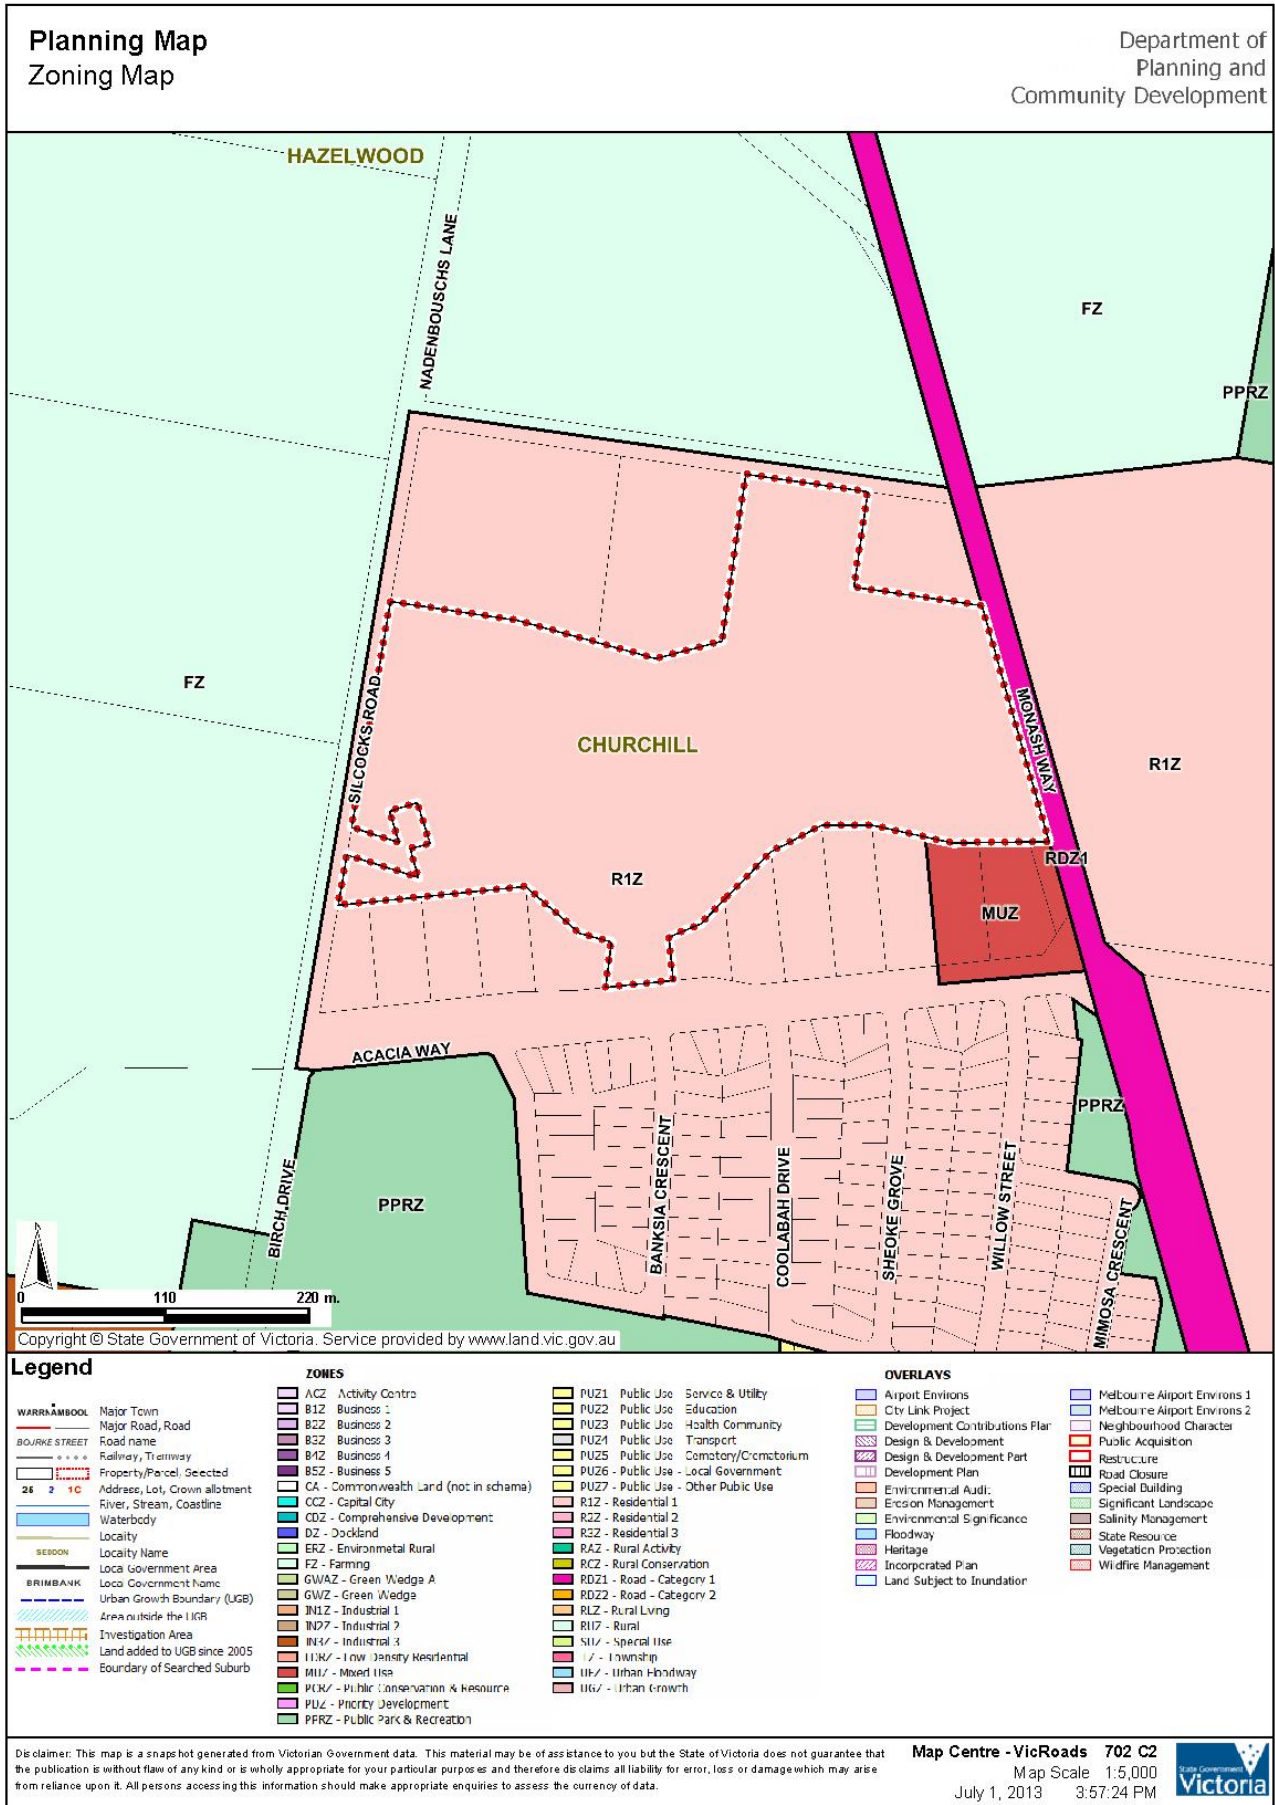 Planning Map
Zoning Map
Department of
Planning and
Community Development
HAZELWOOD
NADENBOUSCHS LANE
FZ
PPRZ
FZ
SILCOCKS ROAD
CHURCHILL
MONASH WAY
R1Z
R1Z
RDZ1
MUZ
ACACIA WAY
PPRZ
BIRCH DRIVE
PPRZ
BANKSIA CRESCENT
COOLABAH DRIVE
SHEOKE GROVE
WILLOW STREET
MIMOSA CRESCENT
0 110 220 m.
Copyright © State Government of Victoria. Service provided by www.land.vic.gov.au
Legend
WARRNAMBOOL Major Town
Major Road, Road
BOURKE STREET Road name
Railway, Tramway
Property/Parcel, Selected
26 2 1C Address, Lot, Crown allotment
River, Stream, Coastline
Waterbody
Locality
SEDDON Locality Name
Local Government Area
BRIMBANK Local Government Name
Urban Growth Boundary (UGB)
Area outside the UGB
Investigation Area
Land added to UGB since 2005
Boundary of Searched Suburb
ZONES
ACZ - Activity Centre
B1Z - Business 1
B2Z - Business 2
B3Z - Business 3
B4Z - Business 4
B5Z - Business 5
CA - Commonwealth Land (not in scheme)
CCZ - Capital City
CDZ - Comprehensive Development
DZ - Dockland
ERZ - Environmetal Rural
FZ - Farming
GWAZ - Green Wedge A
GWZ - Green Wedge
IN1Z - Industrial 1
IN2Z - Industrial 2
IN3Z - Industrial 3
LDRZ - Low Density Residential
MUZ - Mixed Use
PCRZ - Public Conservation & Resource
PDZ - Priority Development
PPRZ - Public Park & Recreation
PUZ1 - Public Use - Service & Utility
PUZ2 - Public Use - Education
PUZ3 - Public Use - Health Community
PUZ4 - Public Use - Transport
PUZ5 - Public Use - Cemetery/Crematorium
PUZ6 - Public Use - Local Government
PUZ7 - Public Use - Other Public Use
R1Z - Residential 1
R2Z - Residential 2
R3Z - Residential 3
RAZ - Rural Activity
RCZ - Rural Conservation
RDZ1 - Road - Category 1
RDZ2 - Road - Category 2
RLZ - Rural Living
RUZ - Rural
SUZ - Special Use
TZ - Township
UFZ - Urban Floodway
UGZ - Urban Growth
OVERLAYS
Airport Environs
City Link Project
Development Contributions Plan
Design & Development
Design & Development Part
Development Plan
Environmental Audit
Erosion Management
Environmental Significance
Floodway
Heritage
Incorporated Plan
Land Subject to Inundation
Melbourne Airport Environs 1
Melbourne Airport Environs 2
Neighbourhood Character
Public Acquisition
Restructure
Road Closure
Special Building
Significant Landscape
Salinity Management
State Resource
Vegetation Protection
Wildfire Management
Disclaimer: This map is a snapshot generated from Victorian Government data. This material may be of assistance to you but the State of Victoria does not guarantee that
the publication is without flaw of any kind or is wholly appropriate for your particular purposes and therefore disclaims all liability for error, loss or damage which may arise
from reliance upon it. All persons accessing this information should make appropriate enquiries to assess the currency of data.
Map Centre - VicRoads 702 C2
Map Scale 1:5,000
July 1, 2013 3:57:24 PM
State Government
Victoria